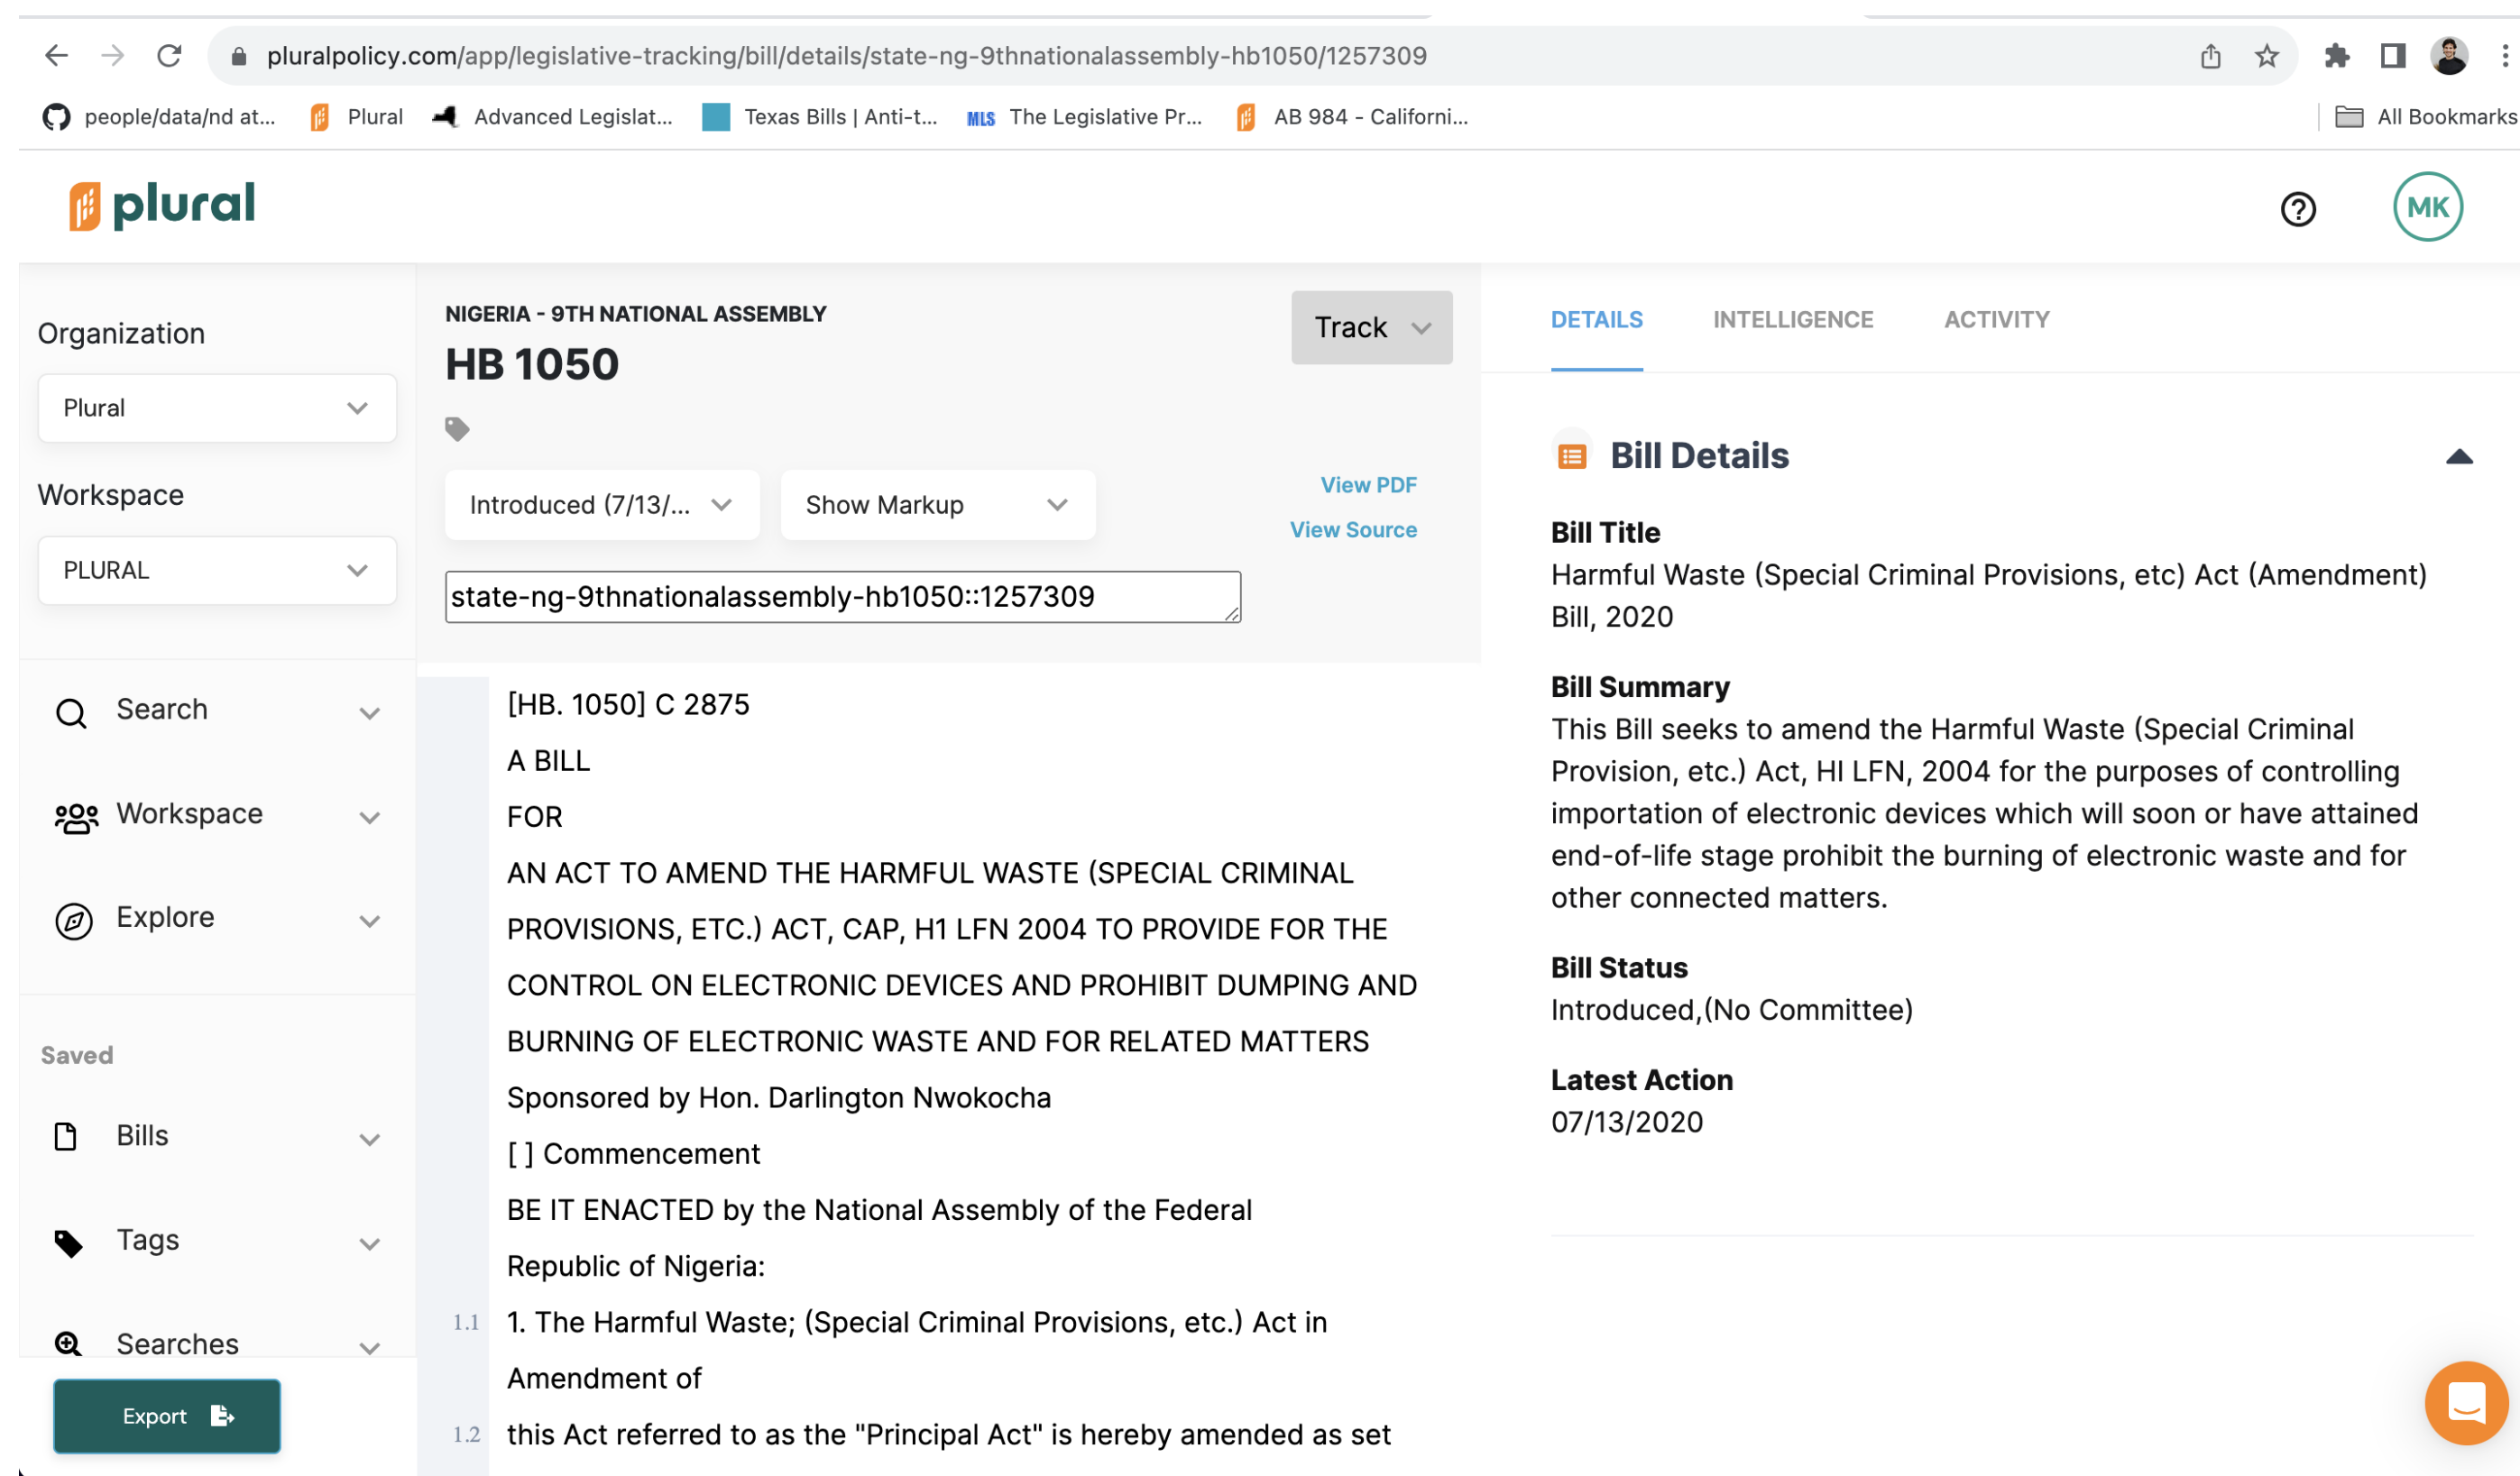 pluralpolicy.com/app/legislative-tracking/bill/details/state-ng-9thnationalassembly-hb1050/1257309
people/data/nd at...
Plural
Advanced Legislat...
Texas Bills | Anti-t...
MLS The Legislative Pr...
AB 984 - Californi...
All Bookmarks
plural
MK
Organization
Plural
Workspace
PLURAL
Search
Workspace
Explore
Saved
Bills
Tags
Searches
Export
NIGERIA - 9TH NATIONAL ASSEMBLY
HB 1050
Track
Introduced (7/13/...
Show Markup
View PDF
View Source
state-ng-9thnationalassembly-hb1050::1257309
[HB. 1050] C 2875
A BILL
FOR
AN ACT TO AMEND THE HARMFUL WASTE (SPECIAL CRIMINAL
PROVISIONS, ETC.) ACT, CAP, H1 LFN 2004 TO PROVIDE FOR THE
CONTROL ON ELECTRONIC DEVICES AND PROHIBIT DUMPING AND
BURNING OF ELECTRONIC WASTE AND FOR RELATED MATTERS
Sponsored by Hon. Darlington Nwokocha
[ ] Commencement
BE IT ENACTED by the National Assembly of the Federal
Republic of Nigeria:
1.1 1. The Harmful Waste; (Special Criminal Provisions, etc.) Act in
Amendment of
1.2 this Act referred to as the "Principal Act" is hereby amended as set
DETAILS
INTELLIGENCE
ACTIVITY
Bill Details
Bill Title
Harmful Waste (Special Criminal Provisions, etc) Act (Amendment)
Bill, 2020
Bill Summary
This Bill seeks to amend the Harmful Waste (Special Criminal
Provision, etc.) Act, HI LFN, 2004 for the purposes of controlling
importation of electronic devices which will soon or have attained
end-of-life stage prohibit the burning of electronic waste and for
other connected matters.
Bill Status
Introduced,(No Committee)
Latest Action
07/13/2020